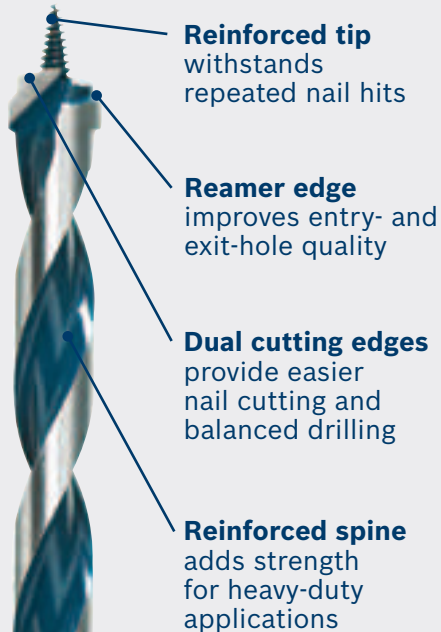 Reinforced tip
withstands
repeated nail hits
Reamer edge
improves entry- and
exit-hole quality
Dual cutting edges
provide easier
nail cutting and
balanced drilling
Reinforced spine
adds strength
for heavy-duty
applications